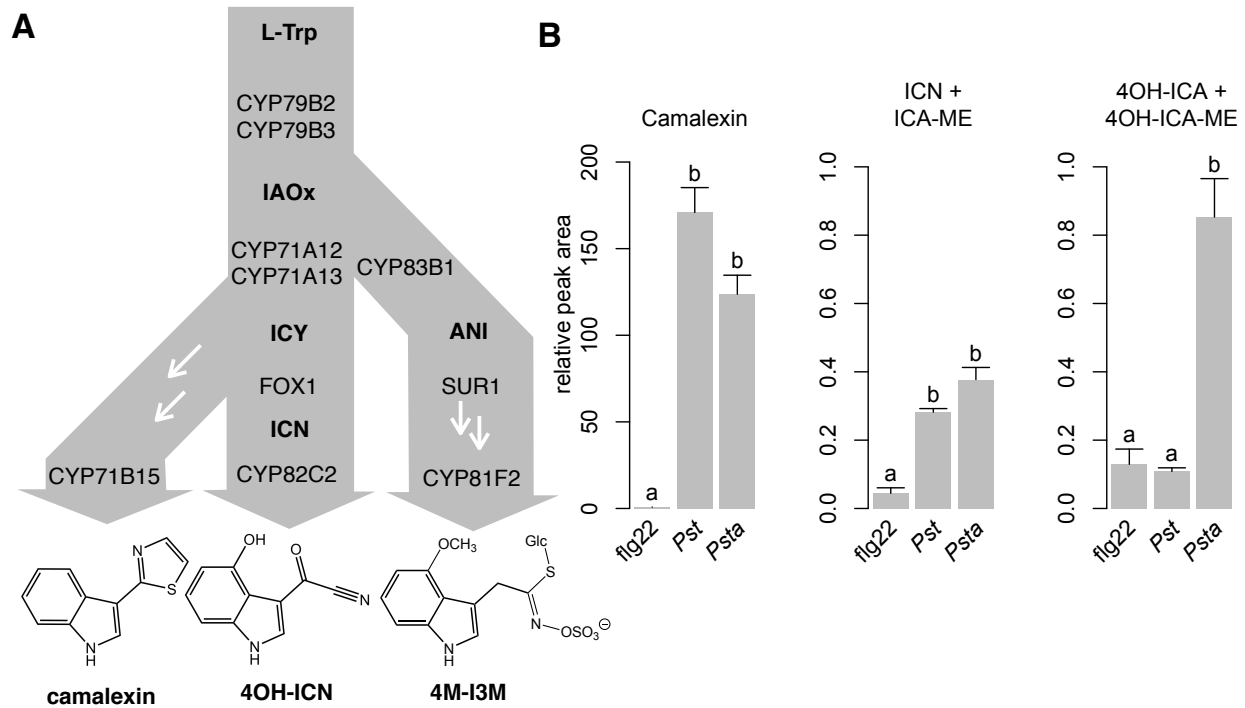 A
L-Trp
CYP79B2
CYP79B3
IAOx
CYP71A12
CYP71A13
CYP83B1
ICY
ANI
FOX1
SUR1
ICN
CYP71B15
CYP82C2
CYP81F2
N
S
N
H
camalexin
OH
O
N
N
H
4OH-ICN
OCH3
Glc
S
N
OSO3
⊖
N
H
4M-I3M
B
Camalexin
relative peak area
200
150
100
50
0
a
b
b
flg22
Pst
Psta
ICN +
ICA-ME
1.0
0.8
0.6
0.4
0.2
0.0
a
b
b
flg22
Pst
Psta
4OH-ICA +
4OH-ICA-ME
1.0
0.8
0.6
0.4
0.2
0.0
a
a
b
flg22
Pst
Psta